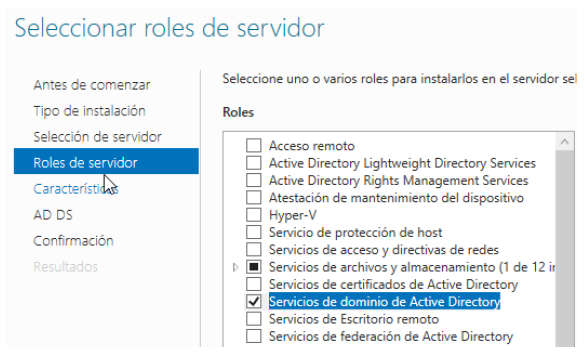 Seleccionar roles de servidor
Antes de comenzar
Tipo de instalación
Selección de servidor
Roles de servidor
Características
AD DS
Confirmación
Resultados
Seleccione uno o varios roles para instalarlos en el servidor sel
Roles
Acceso remoto
Active Directory Lightweight Directory Services
Active Directory Rights Management Services
Atestación de mantenimiento del dispositivo
Hyper-V
Servicio de protección de host
Servicios de acceso y directivas de redes
Servicios de archivos y almacenamiento (1 de 12 in
Servicios de certificados de Active Directory
Servicios de dominio de Active Directory
Servicios de Escritorio remoto
Servicios de federación de Active Directory